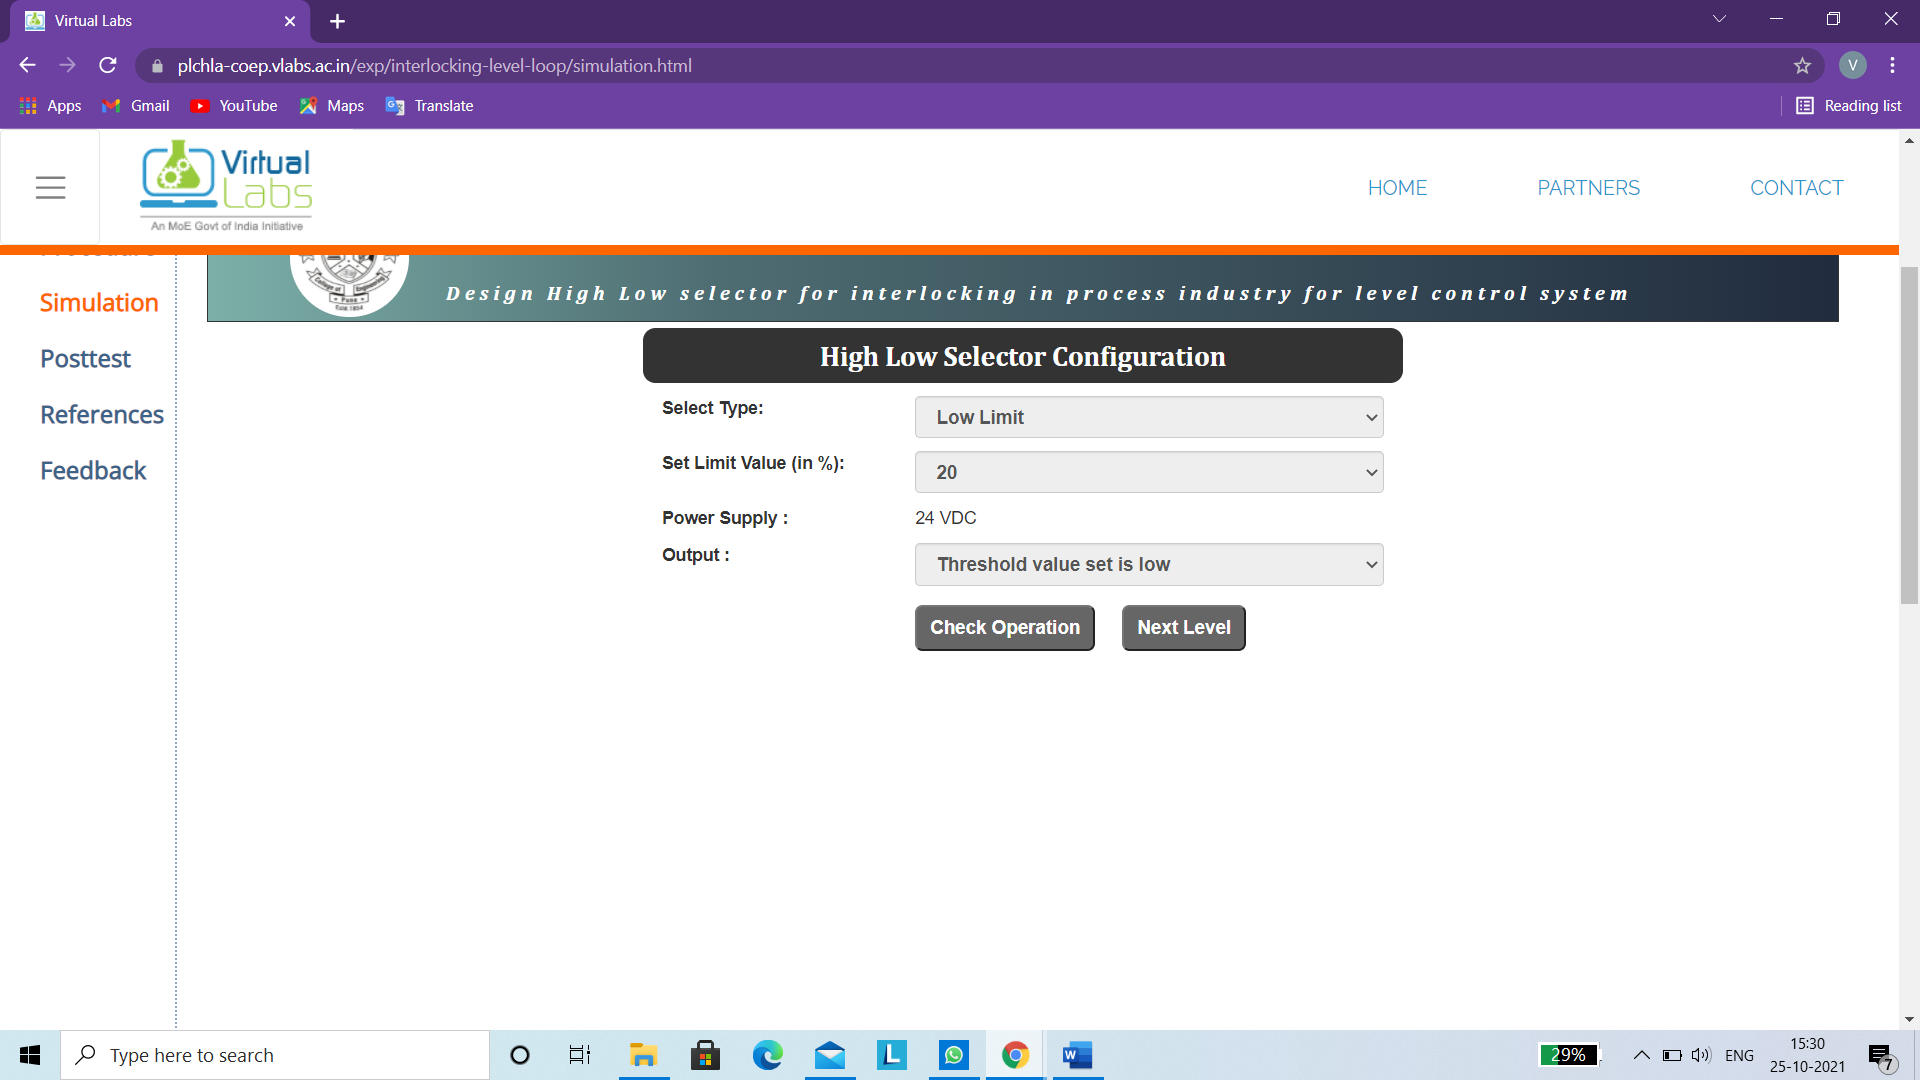 Virtual Labs
plchla-coep.vlabs.ac.in/exp/interlocking-level-loop/simulation.html
V
Apps
Gmail
YouTube
Maps
Translate
Reading list
Virtual
Labs
An MoE Govt of India Initiative
HOME
PARTNERS
CONTACT
Simulation
Posttest
References
Feedback
Design High Low selector for interlocking in process industry for level control system
High Low Selector Configuration
Select Type:
Low Limit
Set Limit Value (in %):
20
Power Supply :
24 VDC
Output :
Threshold value set is low
Check Operation
Next Level
Type here to search
29%
ENG
15:30
25-10-2021
7